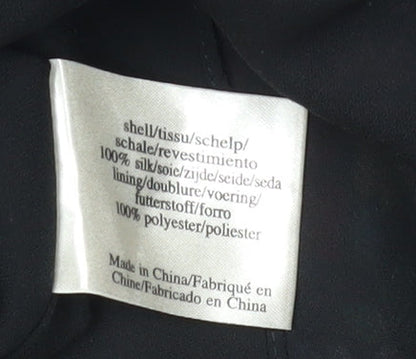 shell/tissu/schelp/
schale/revestimiento
100% silk/soie/zijde/seide/seda
lining/doublure/voering/
futterstoff/forro
100% polyester/poliester
Made in China/Fabriqué en
Chine/Fabricado en China